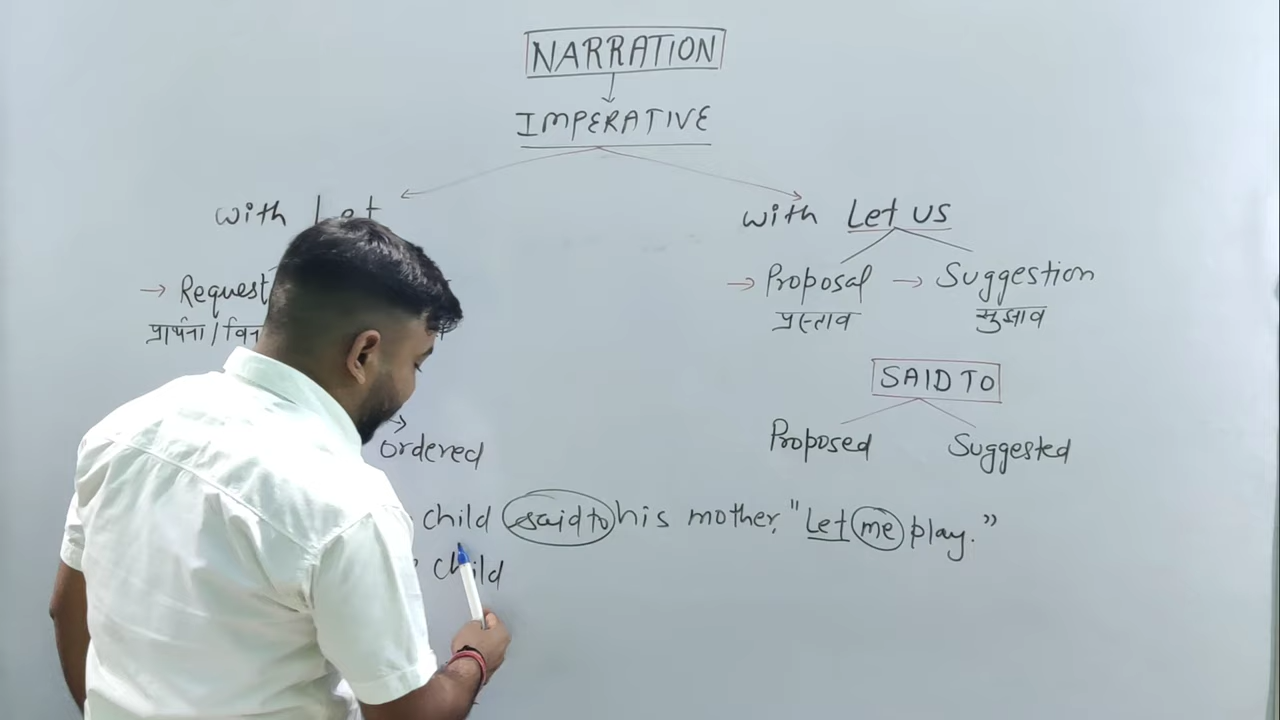 NARRATION
IMPERATIVE
with Let
with Let us
→ Request
→ Proposal → Suggestion
प्रार्थना /
प्रस्ताव सुझाव
SAID TO
ordered
Proposed Suggested
child said to his mother, "Let me play."
child